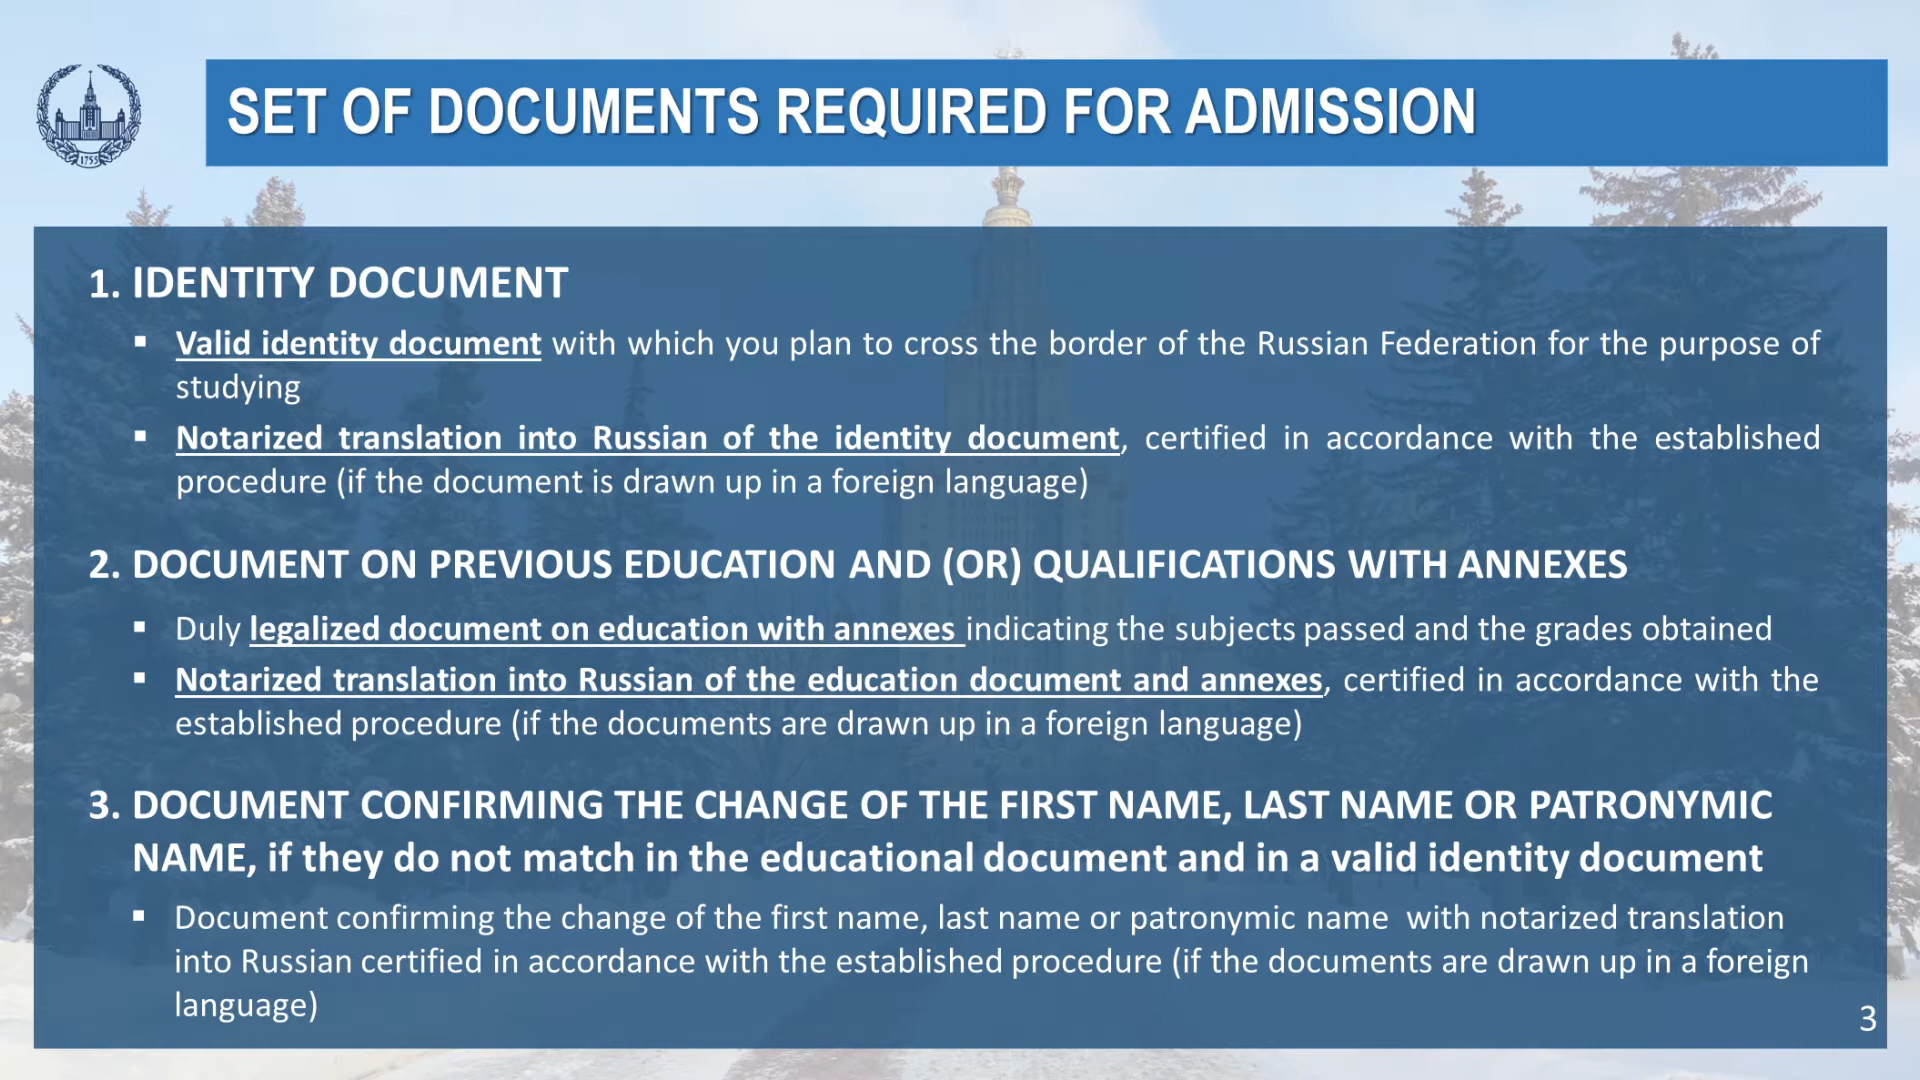 1755
SET OF DOCUMENTS REQUIRED FOR ADMISSION
1. IDENTITY DOCUMENT
▪ Valid identity document with which you plan to cross the border of the Russian Federation for the purpose of
studying
▪ Notarized translation into Russian of the identity document, certified in accordance with the established
procedure (if the document is drawn up in a foreign language)
2. DOCUMENT ON PREVIOUS EDUCATION AND (OR) QUALIFICATIONS WITH ANNEXES
▪ Duly legalized document on education with annexes indicating the subjects passed and the grades obtained
▪ Notarized translation into Russian of the education document and annexes, certified in accordance with the
established procedure (if the documents are drawn up in a foreign language)
3. DOCUMENT CONFIRMING THE CHANGE OF THE FIRST NAME, LAST NAME OR PATRONYMIC
NAME, if they do not match in the educational document and in a valid identity document
▪ Document confirming the change of the first name, last name or patronymic name with notarized translation
into Russian certified in accordance with the established procedure (if the documents are drawn up in a foreign
language)
3